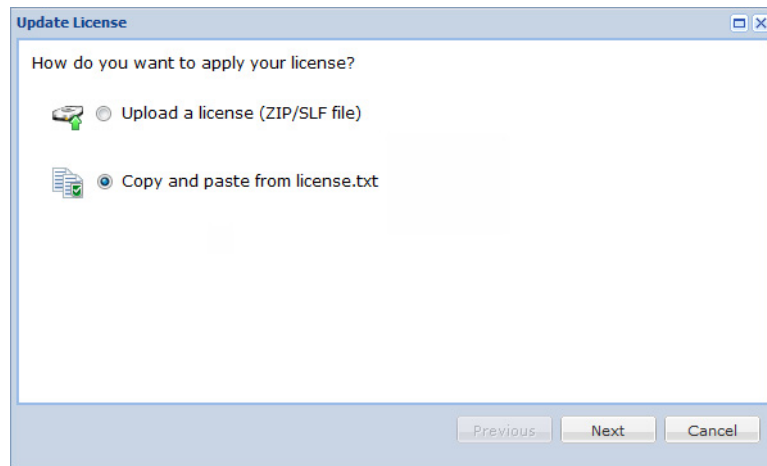 Update License
How do you want to apply your license?
Upload a license (ZIP/SLF file)
Copy and paste from license.txt
Previous Next Cancel